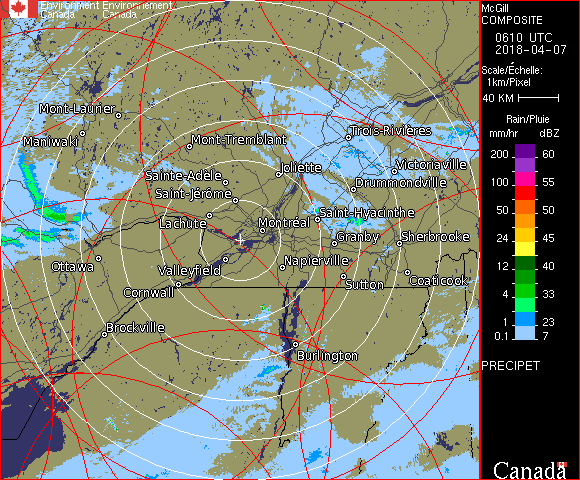 Environment Environnement
Canada Canada
McGill
COMPOSITE
0610 UTC
2018-04-07
Scale/Échelle:
1km/Pixel
40 KM
Rain/Pluie
mm/hr dBZ
200 60
150 57
100 55
50 50
24 45
12 40
4 33
1 23
0.1 7
PRECIPET
Canada
Mont-Laurier
Maniwaki
Mont-Tremblant
Trois-Rivières
Joliette
Victoriaville
Sainte-Adèle
Drummondville
Saint-Jérôme
Saint-Hyacinthe
Lachute
Montréal
Granby
Sherbrooke
Ottawa
Valleyfield
Napierville
Cornwall
Sutton
Coaticook
Brockville
Burlington